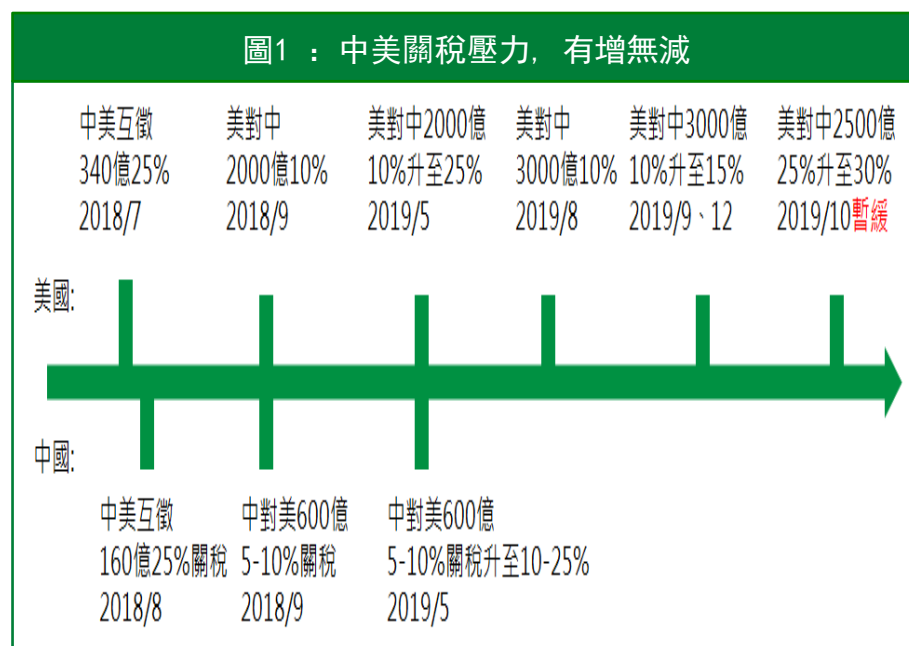 圖1 : 中美關稅壓力, 有增無減
中美互徵
340億25%
2018/7
美對中
2000億10%
2018/9
美對中2000億
10%升至25%
2019/5
美對中
3000億10%
2019/8
美對中3000億
10%升至15%
2019/9、12
美對中2500億
25%升至30%
2019/10暫緩
美國:
中國:
中美互徵
160億25%關稅
2018/8
中對美600億
5-10%關稅
2018/9
中對美600億
5-10%關稅升至10-25%
2019/5